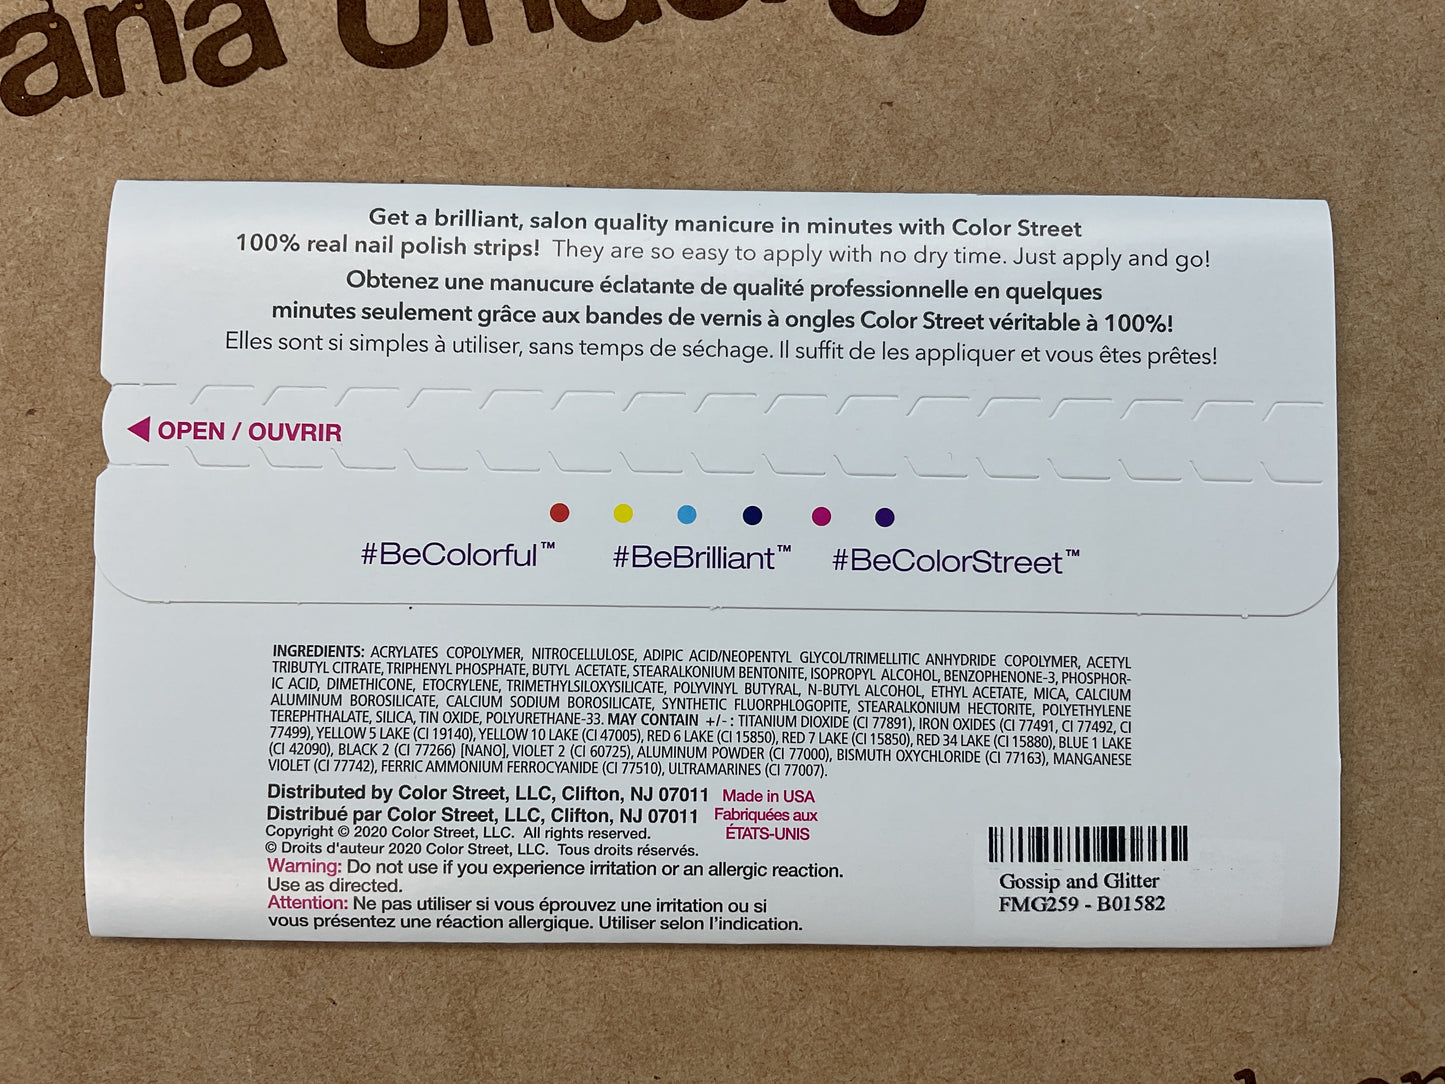 ana Underg
Get a brilliant, salon quality manicure in minutes with Color Street
100% real nail polish strips! They are so easy to apply with no dry time. Just apply and go!
Obtenez une manucure éclatante de qualité professionnelle en quelques
minutes seulement grâce aux bandes de vernis à ongles Color Street véritable à 100%!
Elles sont si simples à utiliser, sans temps de séchage. Il suffit de les appliquer et vous êtes prêtes!
OPEN / OUVRIR
#BeColorful™ #BeBrilliant™ #BeColorStreet™
INGREDIENTS: ACRYLATES COPOLYMER, NITROCELLULOSE, ADIPIC ACID/NEOPENTYL GLYCOL/TRIMELLITIC ANHYDRIDE COPOLYMER, ACETYL
TRIBUTYL CITRATE, TRIPHENYL PHOSPHATE, BUTYL ACETATE, STEARALKONIUM BENTONITE, ISOPROPYL ALCOHOL, BENZOPHENONE-3, PHOSPHOR-
IC ACID, DIMETHICONE, ETOCRYLENE, TRIMETHYLSILOXYSILICATE, POLYVINYL BUTYRAL, N-BUTYL ALCOHOL, ETHYL ACETATE, MICA, CALCIUM
ALUMINUM BOROSILICATE, CALCIUM SODIUM BOROSILICATE, SYNTHETIC FLUORPHLOGOPITE, STEARALKONIUM HECTORITE, POLYETHYLENE
TEREPHTHALATE, SILICA, TIN OXIDE, POLYURETHANE-33. MAY CONTAIN +/- : TITANIUM DIOXIDE (CI 77891), IRON OXIDES (CI 77491, CI 77492, CI
77499), YELLOW 5 LAKE (CI 19140), YELLOW 10 LAKE (CI 47005), RED 6 LAKE (CI 15850), RED 7 LAKE (CI 15850), RED 34 LAKE (CI 15880), BLUE 1 LAKE
(CI 42090), BLACK 2 (CI 77266) [NANO], VIOLET 2 (CI 60725), ALUMINUM POWDER (CI 77000), BISMUTH OXYCHLORIDE (CI 77163), MANGANESE
VIOLET (CI 77742), FERRIC AMMONIUM FERROCYANIDE (CI 77510), ULTRAMARINES (CI 77007).
Distributed by Color Street, LLC, Clifton, NJ 07011 Made in USA
Distribué par Color Street, LLC, Clifton, NJ 07011 Fabriquées aux
ÉTATS-UNIS
Copyright © 2020 Color Street, LLC. All rights reserved.
© Droits d'auteur 2020 Color Street, LLC. Tous droits réservés.
Warning: Do not use if you experience irritation or an allergic reaction.
Use as directed.
Attention: Ne pas utiliser si vous éprouvez une irritation ou si
vous présentez une réaction allergique. Utiliser selon l'indication.
Gossip and Glitter
FMG259 - B01582